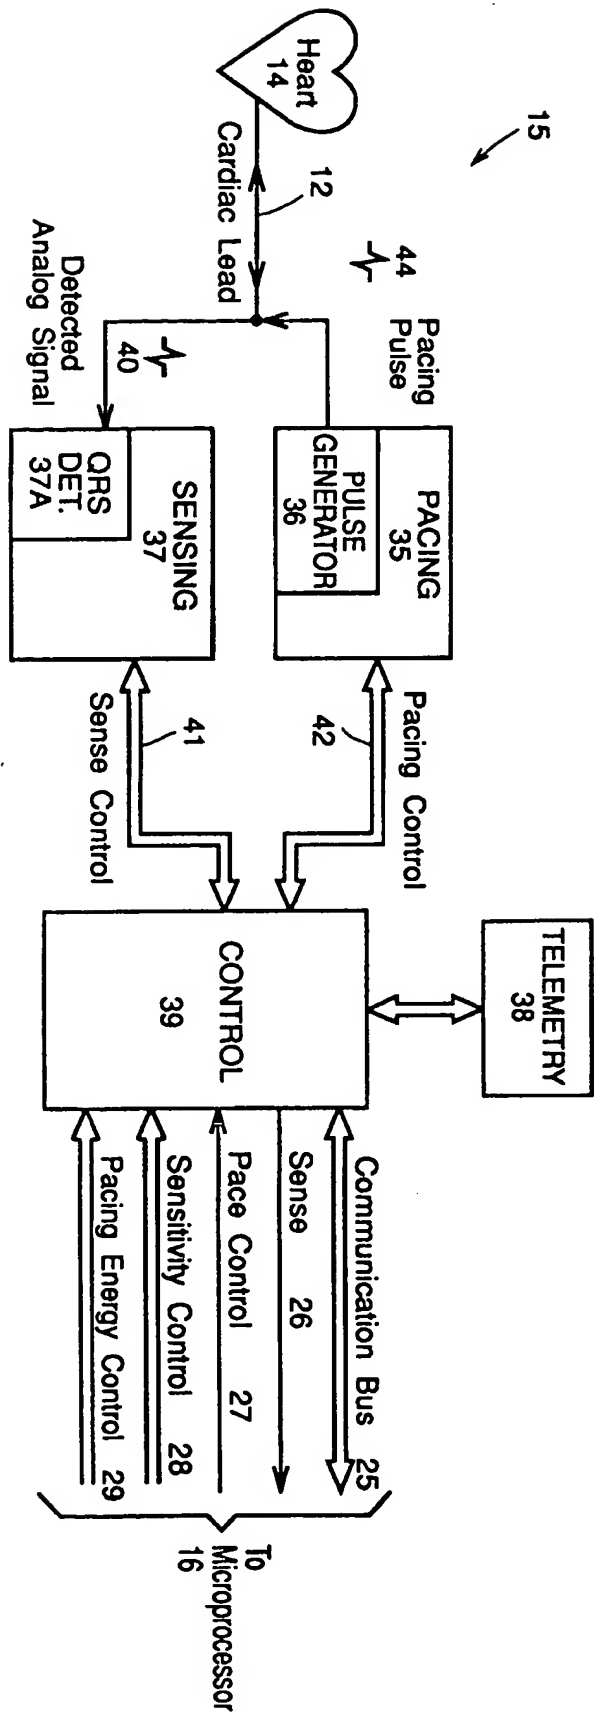 15
Heart
14
12
Cardiac Lead
44
Pacing
Pulse
40
Detected
Analog Signal
PACING
35
PULSE
GENERATOR
36
SENSING
37
QRS
DET.
37A
Pacing Control
42
41
Sense Control
TELEMETRY
38
CONTROL
39
Communication Bus 25
Sense 26
Pace Control 27
Sensitivity Control 28
Pacing Energy Control 29
To
Microprocessor
16